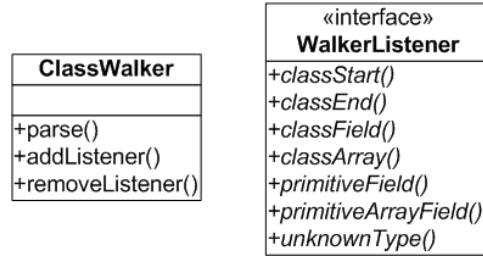 ClassWalker
+parse()
+addListener()
+removeListener()
«interface»
WalkerListener
+classStart()
+classEnd()
+classField()
+classArray()
+primitiveField()
+primitiveArrayField()
+unknownType()